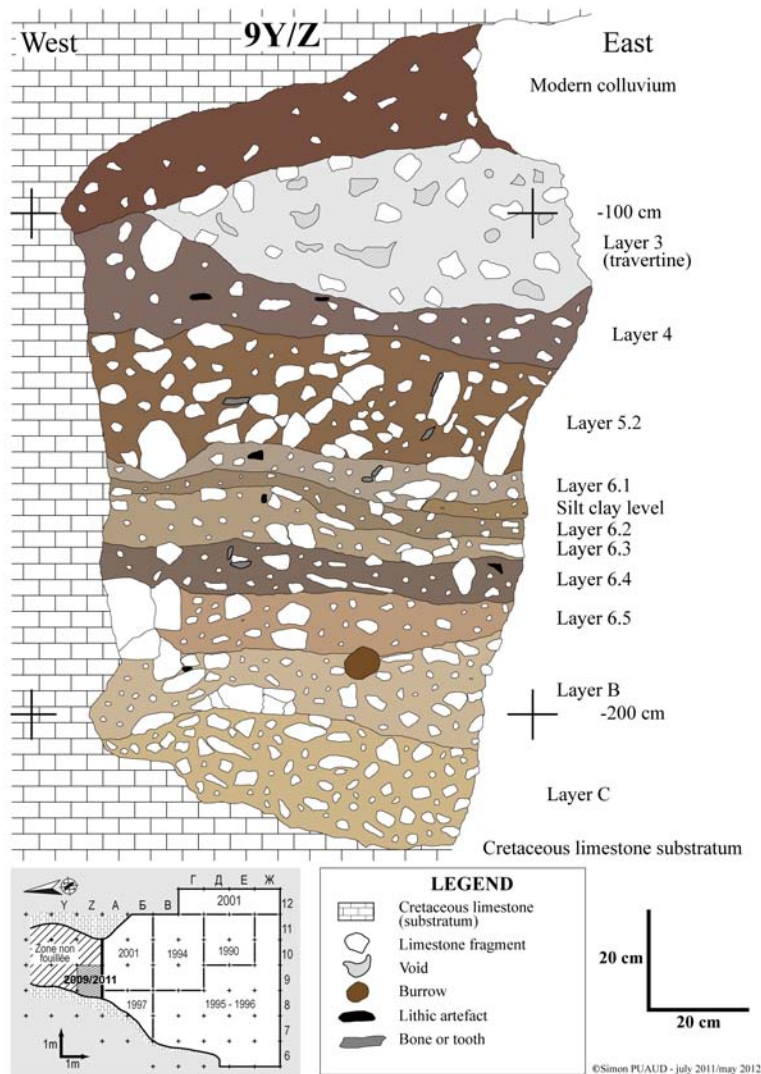 9Y/Z
West
East
Modern colluvium
-100 cm
Layer 3
(travertine)
Layer 4
Layer 5.2
Layer 6.1
Silt clay level
Layer 6.2
Layer 6.3
Layer 6.4
Layer 6.5
Layer B
-200 cm
Layer C
Cretaceous limestone substratum
Г Д Е Ж
Y Z А Б В
2001
12
11
10
9
8
7
6
Zone non
fouillée
2001
1994
1990
2009/2011
1997
1995 - 1996
1m
1m
LEGEND
Cretaceous limestone
(substratum)
Limestone fragment
Void
Burrow
Lithic artefact
Bone or tooth
20 cm
20 cm
©Simon PUAUD - july 2011/may 2012